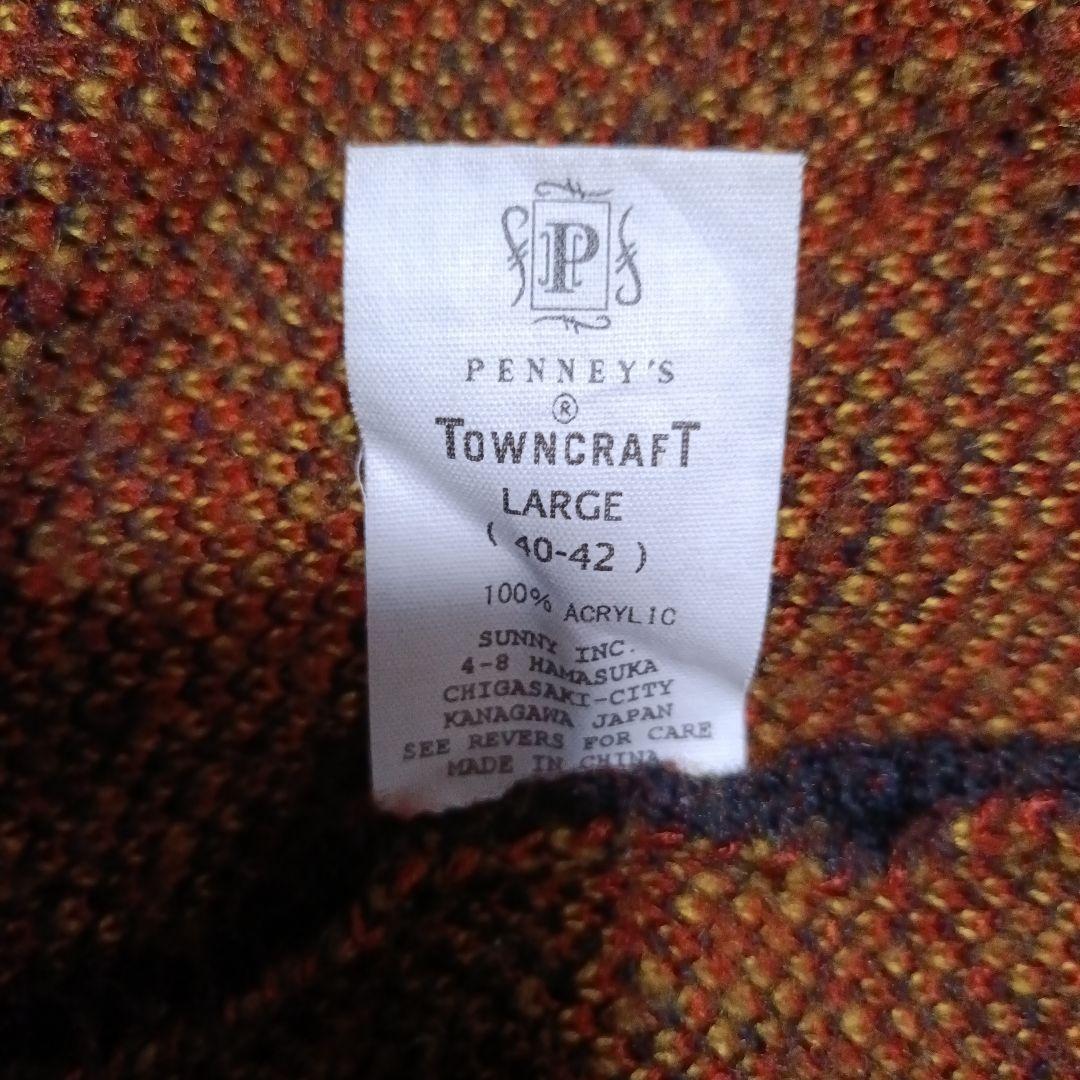 P
PENNEY'S
®
TOWNCRAFT
LARGE
( 40-42 )
100% ACRYLIC
SUNNY INC.
4-8 HAMASUKA
CHIGASAKI-CITY
KANAGAWA JAPAN
SEE REVERS FOR CARE
MADE IN CHINA